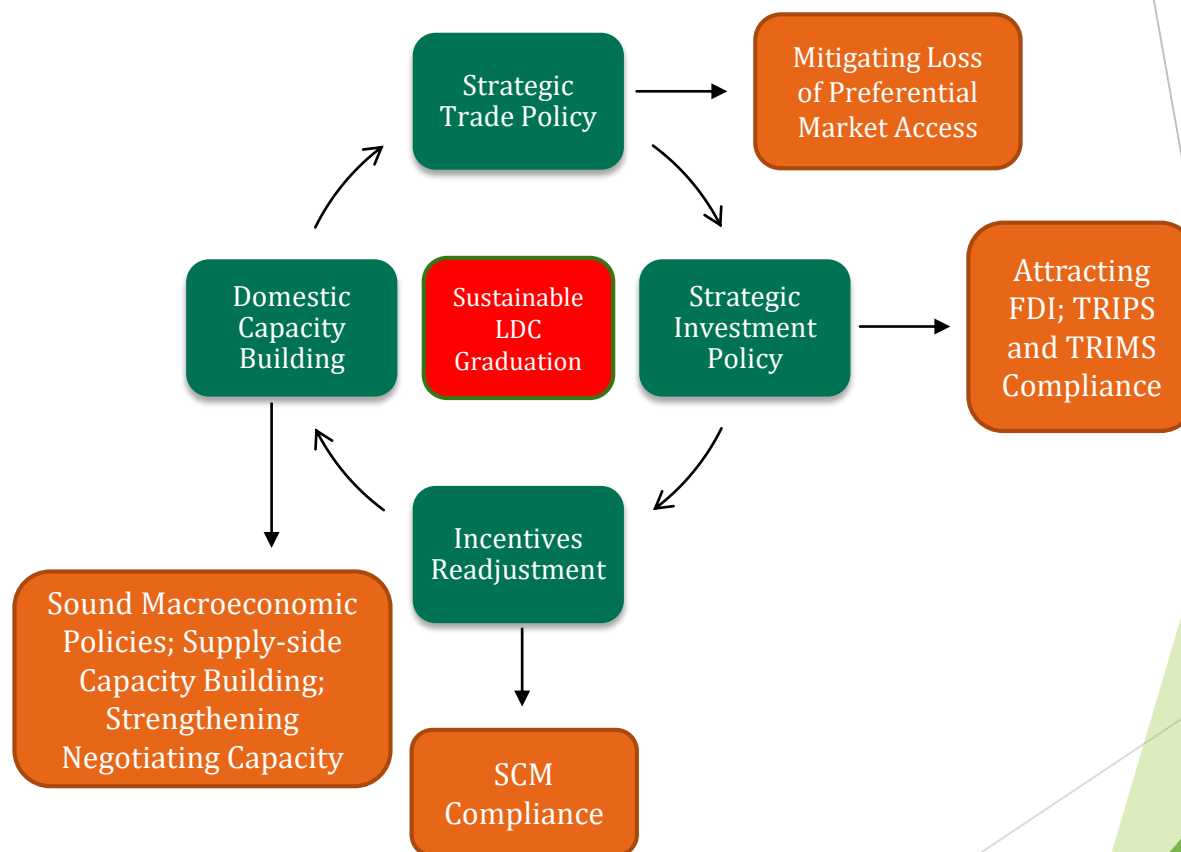 Strategic
Trade Policy
Mitigating Loss
of Preferential
Market Access
Domestic
Capacity
Building
Sustainable
LDC
Graduation
Strategic
Investment
Policy
Attracting
FDI; TRIPS
and TRIMS
Compliance
Incentives
Readjustment
Sound Macroeconomic
Policies; Supply-side
Capacity Building;
Strengthening
Negotiating Capacity
SCM
Compliance